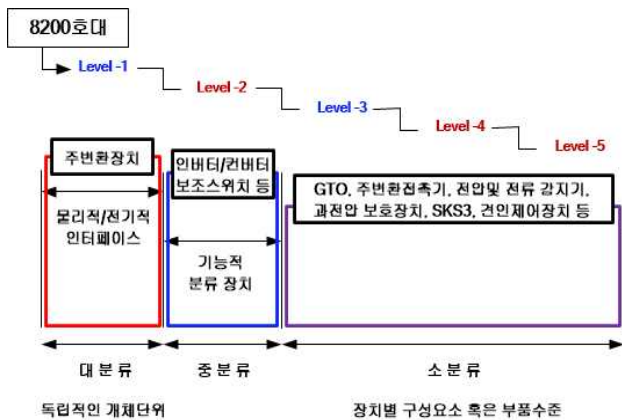 8200호대
Level -1
Level -2
Level -3
Level -4
Level -5
주변환장치
인버터/컨버터
보조스위치 등
GTO, 주변환접촉기, 전압및 전류 감지기,
과전압 보호장치, SKS3, 견인제어장치 등
물리적/전기적
인터페이스
기능적
분류 장치
대 분 류
중 분 류
소 분 류
독립적인 개체단위
장치별 구성요소 혹은 부품수준